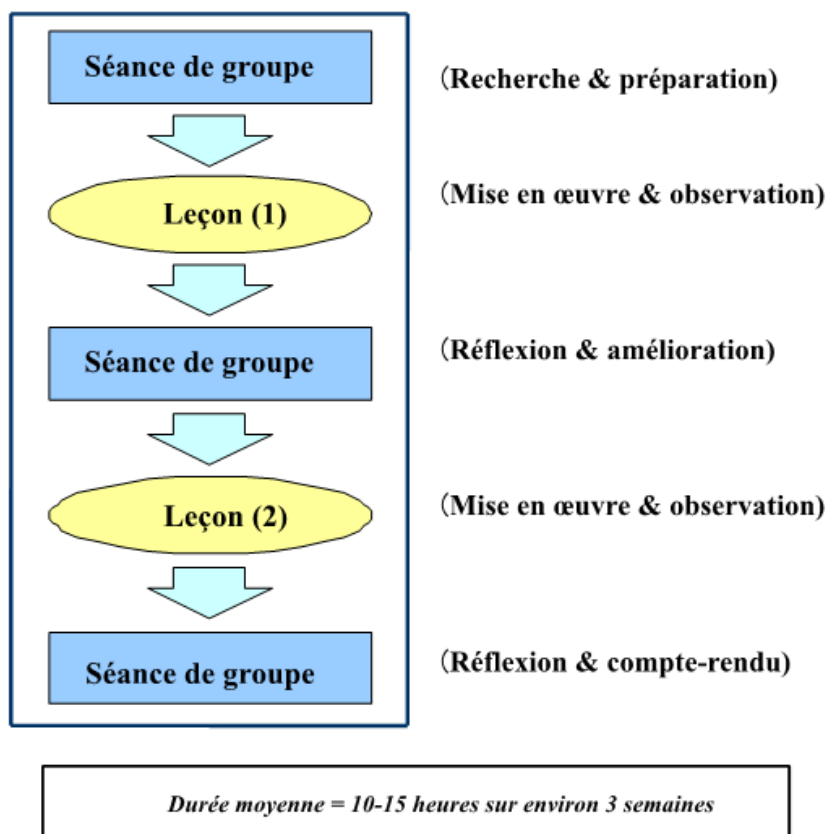 Séance de groupe
(Recherche & préparation)
Leçon (1)
(Mise en œuvre & observation)
Séance de groupe
(Réflexion & amélioration)
Leçon (2)
(Mise en œuvre & observation)
Séance de groupe
(Réflexion & compte-rendu)
Durée moyenne = 10-15 heures sur environ 3 semaines